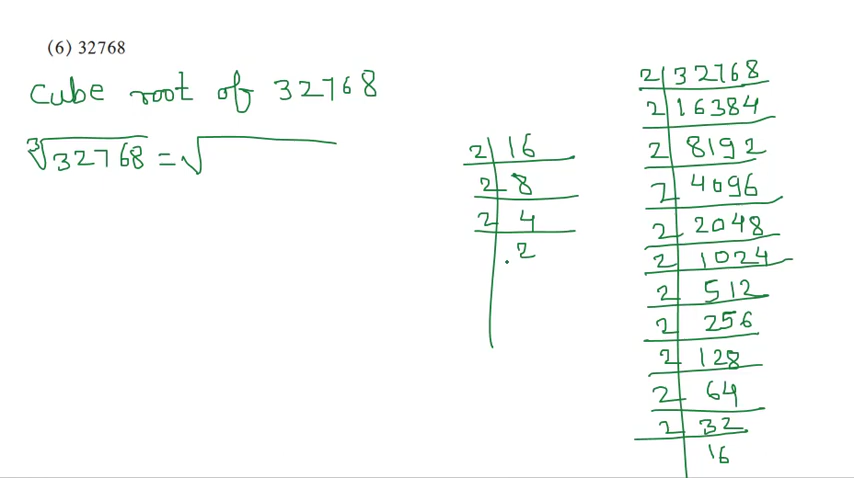 (6) 32768
cube root of 32768
∛32768 = √
2 | 16
2 | 8
2 | 4
. 2
2 | 32768
2 | 16384
2 | 8192
2 | 4096
2 | 2048
2 | 1024
2 | 512
2 | 256
2 | 128
2 | 64
2 | 32
16